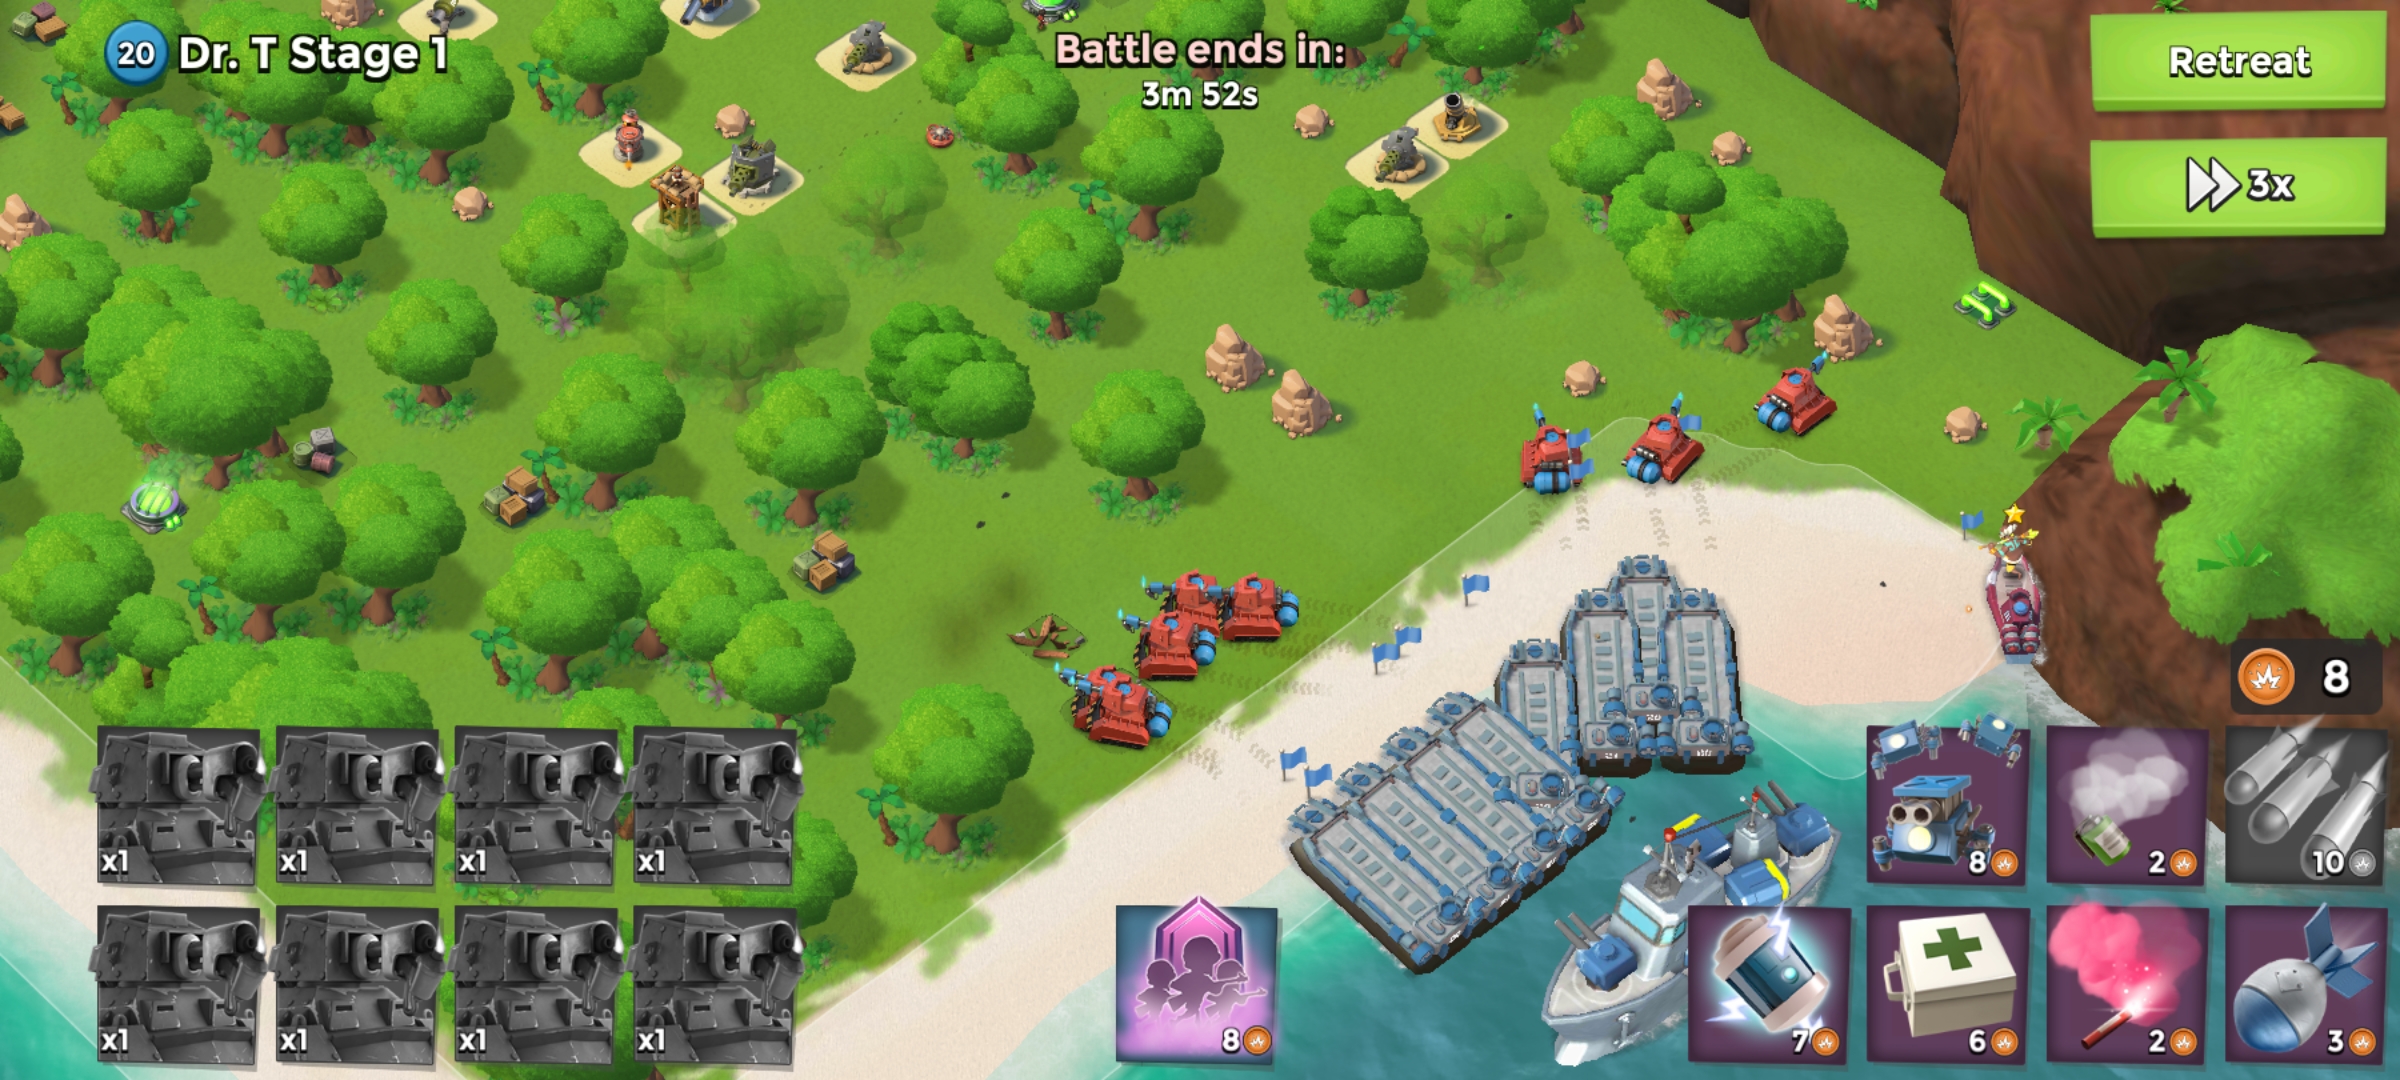 20 Dr. T Stage 1
Battle ends in:
3m 52s
Retreat
3x
8
x1 x1 x1 x1
8 2 10
x1 x1 x1 x1
8 7 6 2 3